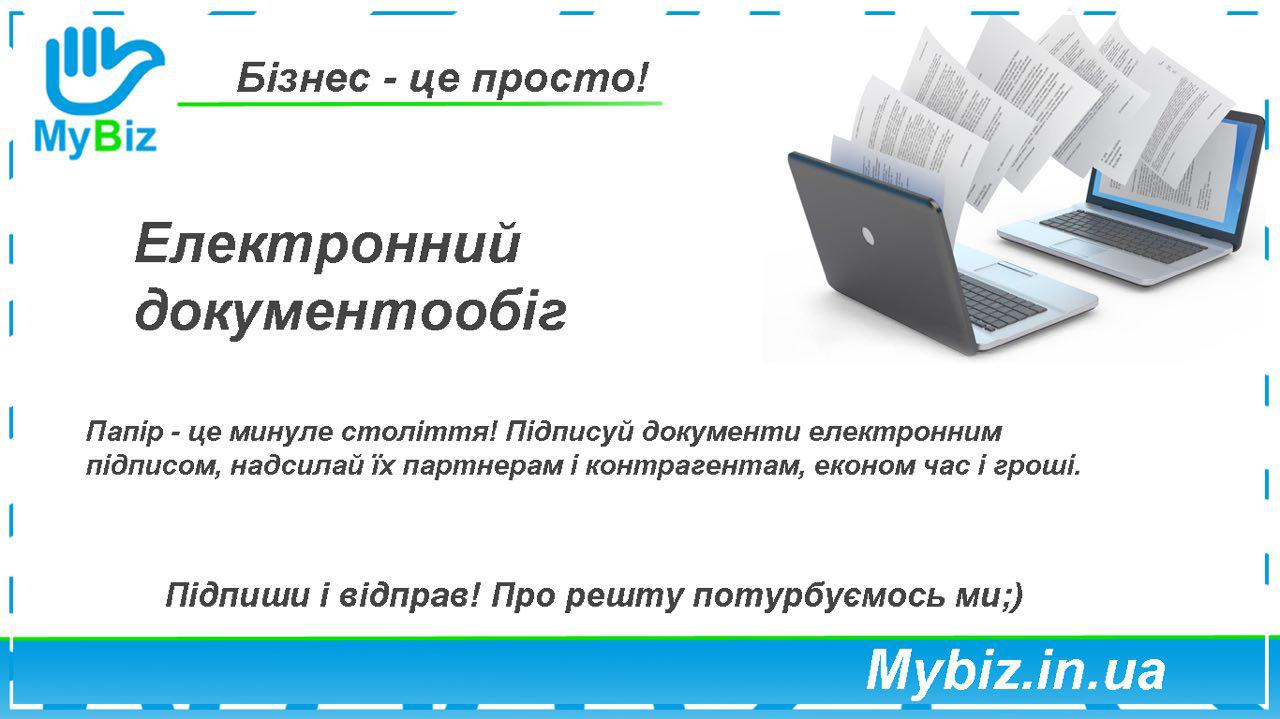 MyBiz
Бізнес - це просто!
Електронний
документообіг
Папір - це минуле століття! Підписуй документи електронним
підписом, надсилай їх партнерам і контрагентам, економ час і гроші.
Підпиши і відправ! Про решту потурбуємось ми;)
Mybiz.in.ua